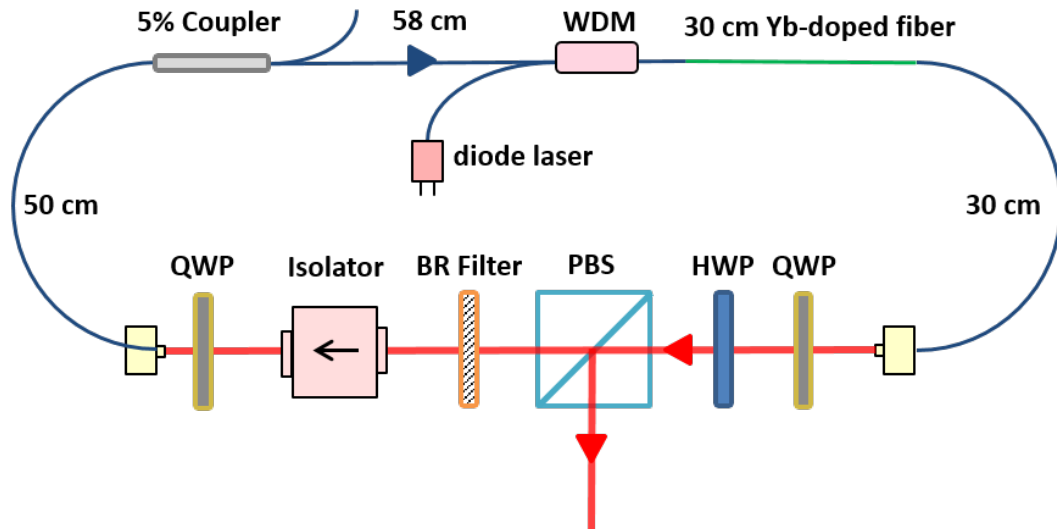 5% Coupler
58 cm
WDM
30 cm Yb-doped fiber
diode laser
50 cm
30 cm
QWP
Isolator
BR Filter
PBS
HWP
QWP